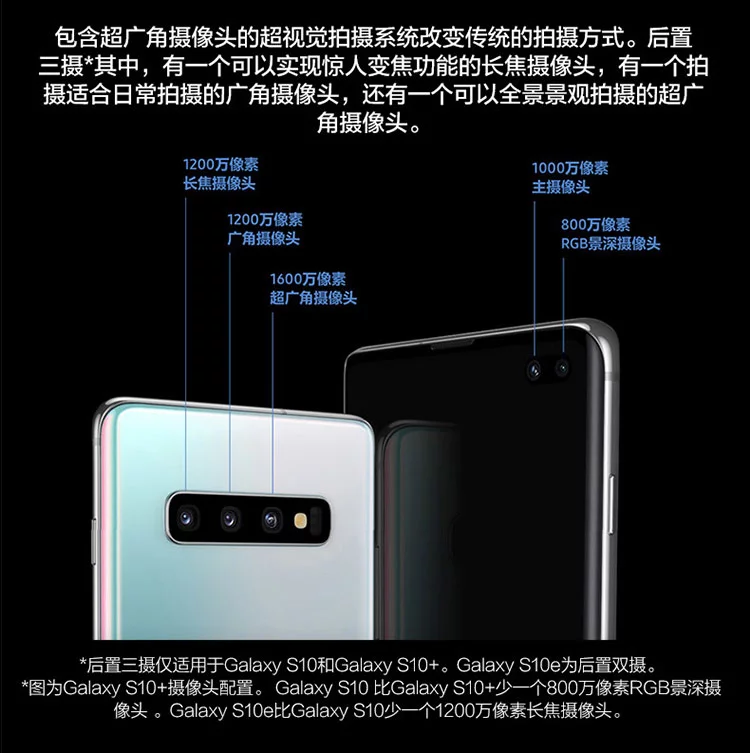 包含超广角摄像头的超视觉拍摄系统改变传统的拍摄方式。后置
三摄*其中，有一个可以实现惊人变焦功能的长焦摄像头，有一个拍
摄适合日常拍摄的广角摄像头，还有一个可以全景景观拍摄的超广
角摄像头。
1200万像素
长焦摄像头
1200万像素
广角摄像头
1600万像素
超广角摄像头
1000万像素
主摄像头
800万像素
RGB景深摄像头
*后置三摄仅适用于Galaxy S10和Galaxy S10+。Galaxy S10e为后置双摄。
*图为Galaxy S10+摄像头配置。 Galaxy S10 比Galaxy S10+少一个800万像素RGB景深摄
像头 。Galaxy S10e比Galaxy S10少一个1200万像素长焦摄像头。